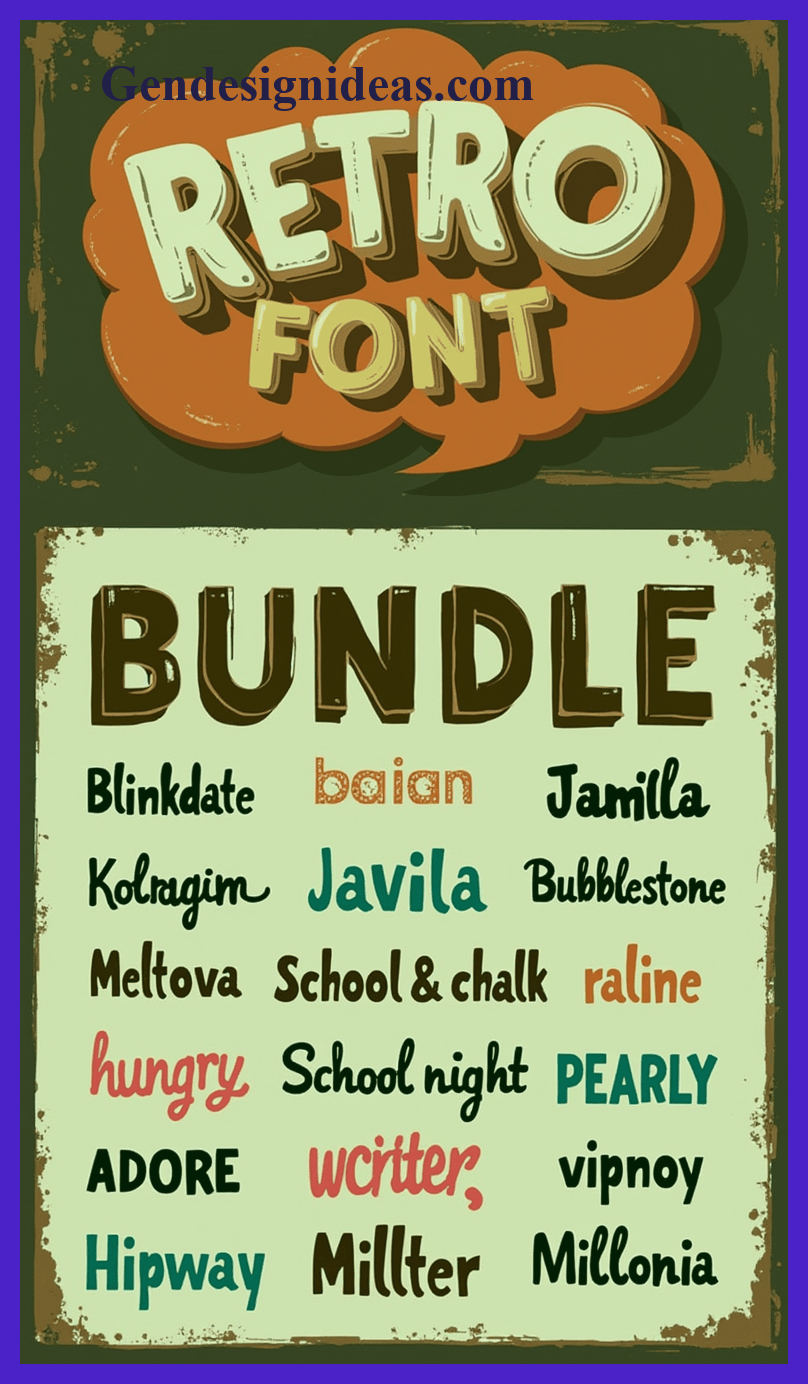 Gendesignideas.com
RETRO
FONT
BUNDLE
Blinkdate baian Jamilla
Kolragim Javila Bubblestone
Meltova School & chalk raline
hungry School night PEARLY
ADORE wcritter, vipnoy
Hipway Millter Millonia